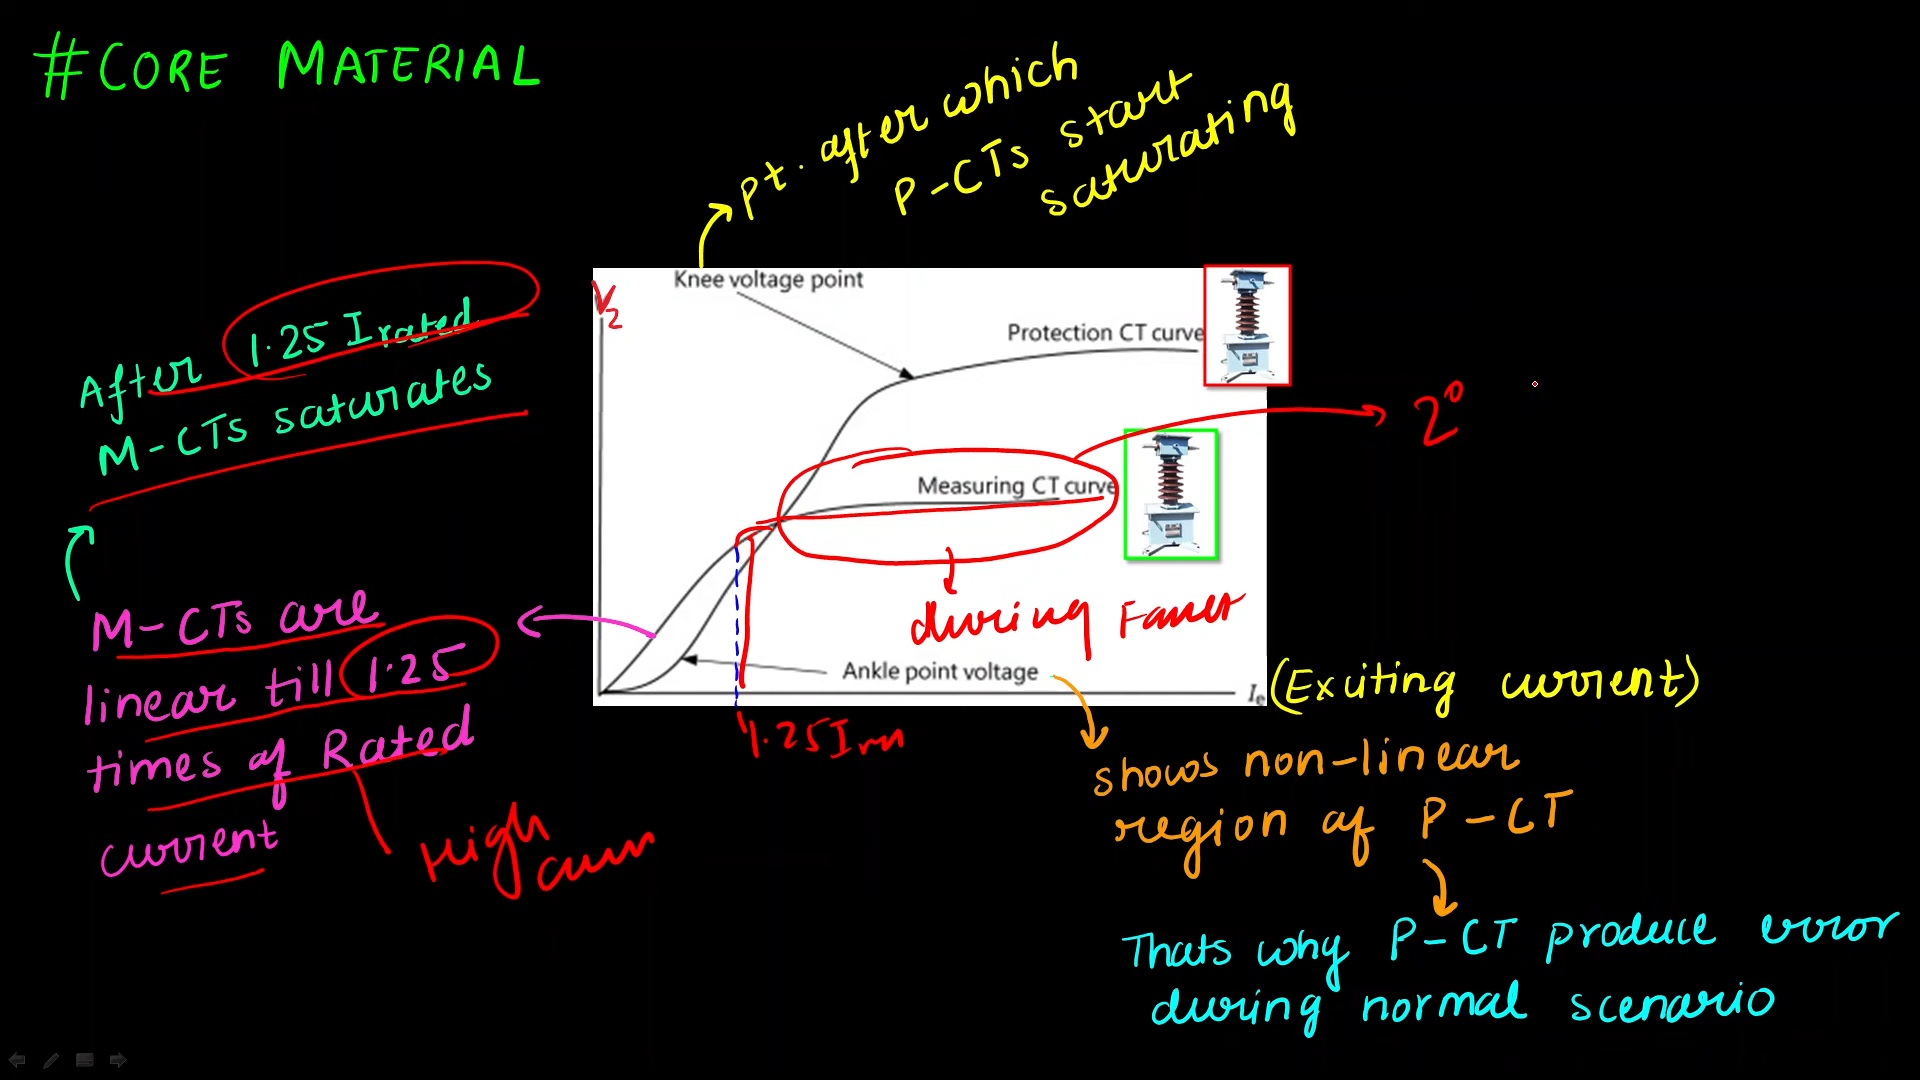 #CORE MATERIAL
Pt. after which
P-CTs start
saturating
After 1.25 Irated
M-CTs saturates
M-CTs are
linear till 1.25
times of Rated
current
High
V2
Knee voltage point
Protection CT curve
Measuring CT curve
2°
during
Ankle point voltage
Ie
(Exciting current)
1.25 I
shows non-linear
region of P-CT
Thats why P-CT produce error
during normal scenario